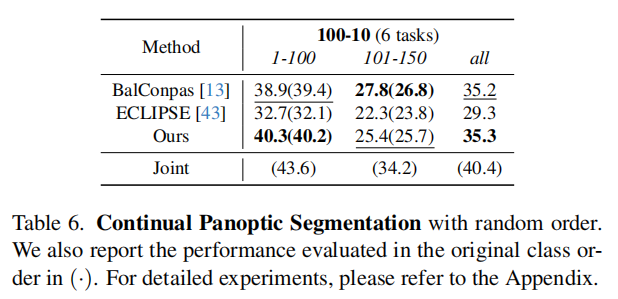 Method 100-10 (6 tasks)
1-100 101-150 all
BalConpas [13] 38.9(39.4) 27.8(26.8) 35.2
ECLIPSE [43] 32.7(32.1) 22.3(23.8) 29.3
Ours 40.3(40.2) 25.4(25.7) 35.3
Joint (43.6) (34.2) (40.4)
Table 6. Continual Panoptic Segmentation with random order.
We also report the performance evaluated in the original class or-
der in (·). For detailed experiments, please refer to the Appendix.